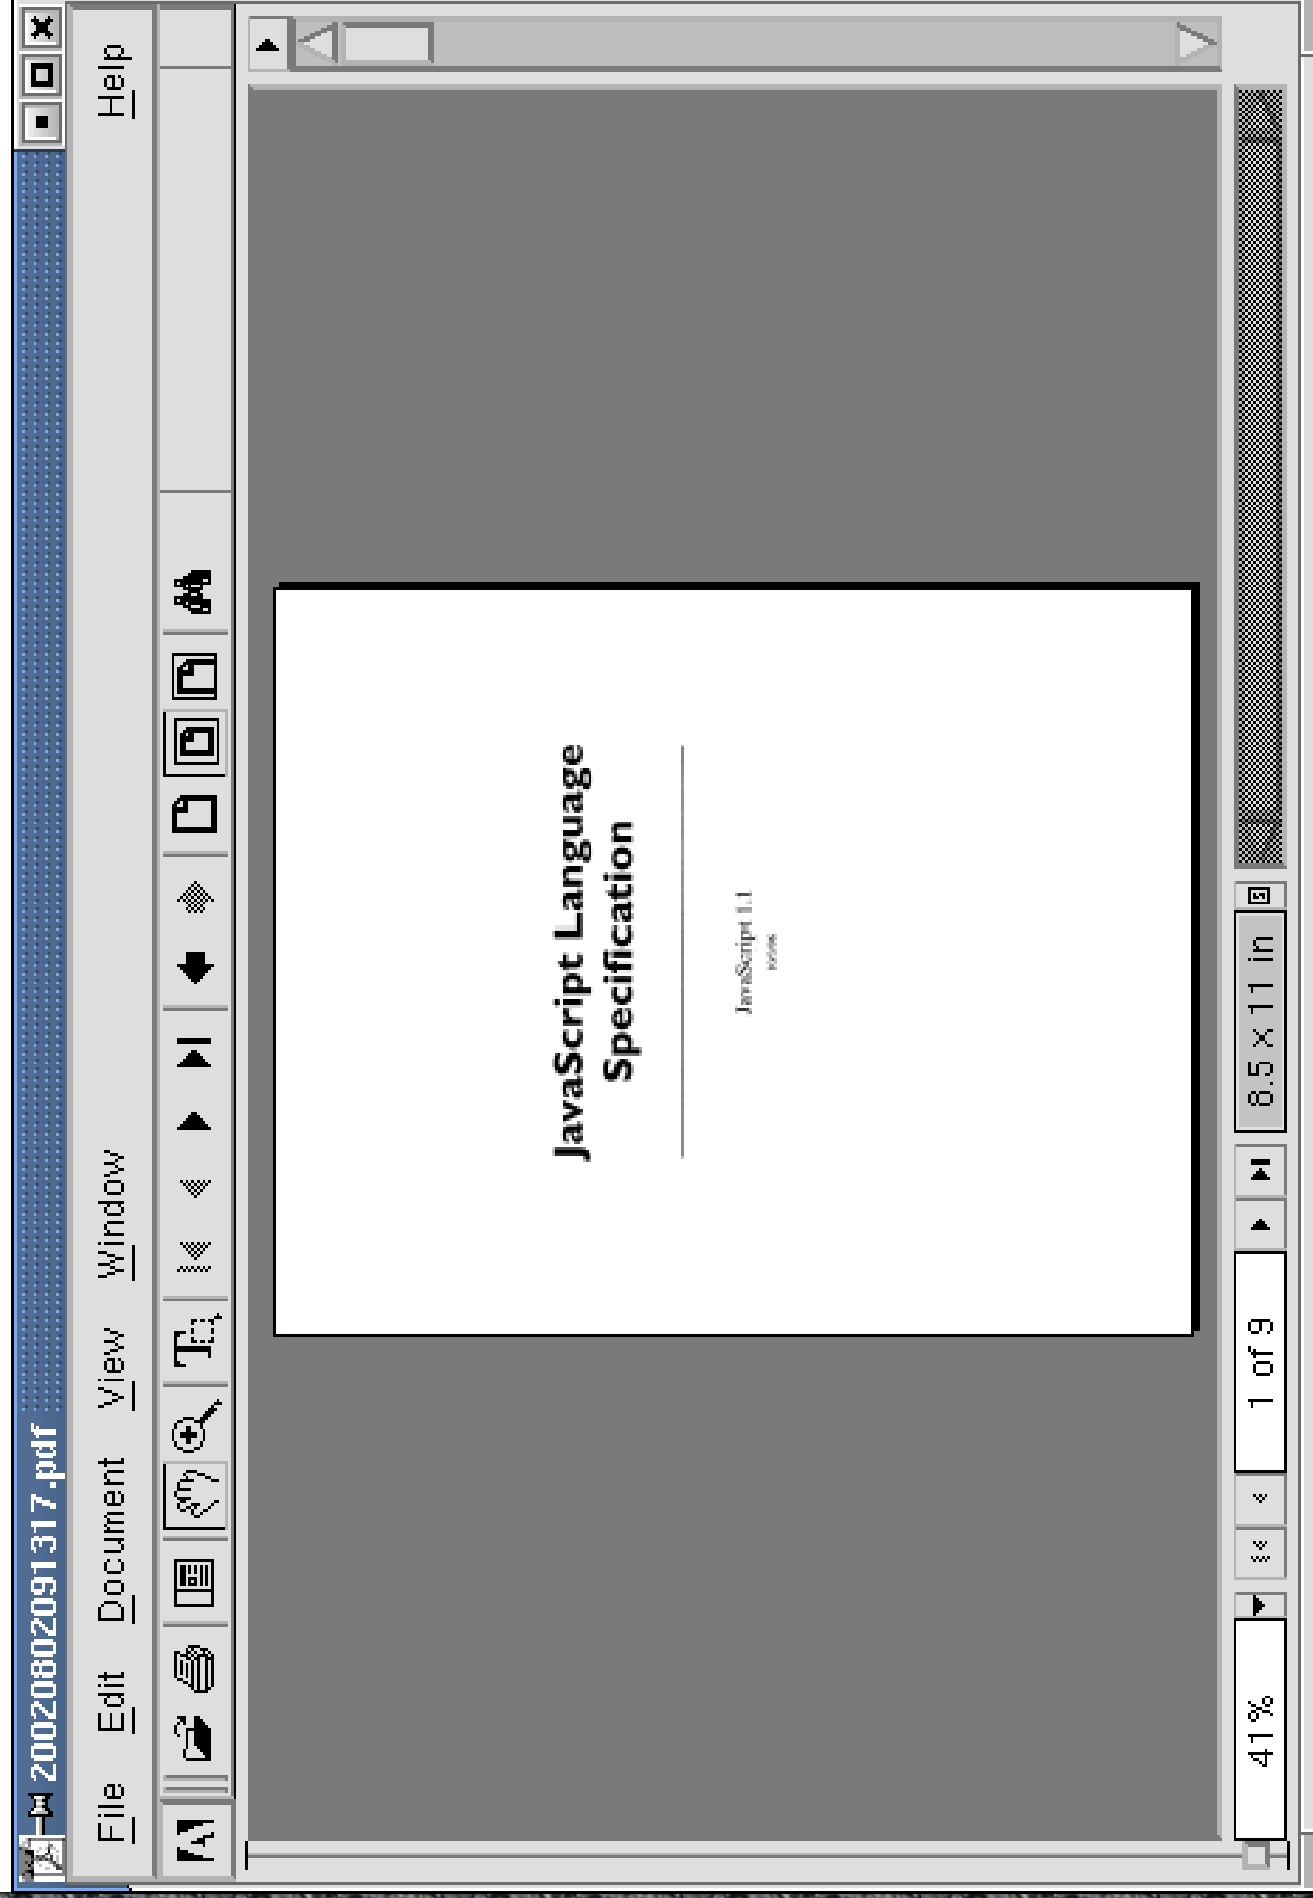 20020802091317.pdf
File Edit Document View Window Help
JavaScript Language
Specification
JavaScript 1.1
41%
1 of 9
8.5 x 11 in